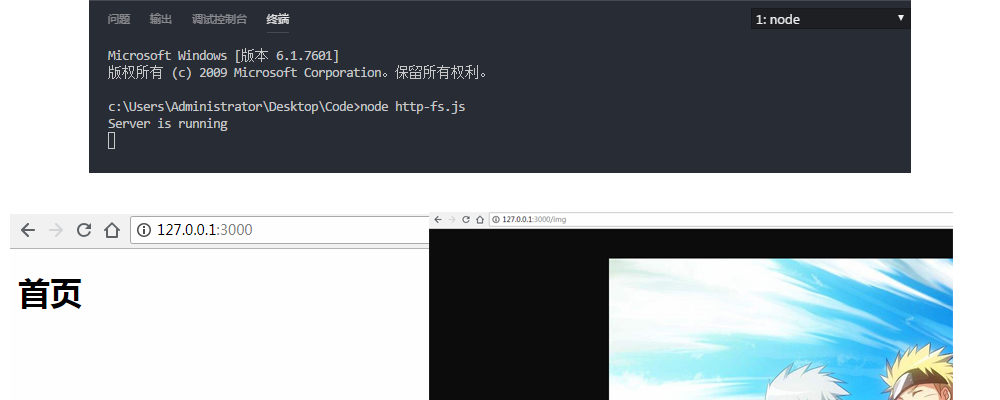 问题 输出 调试控制台 终端 1: node
Microsoft Windows [版本 6.1.7601]
版权所有 (c) 2009 Microsoft Corporation。保留所有权利。
c:\Users\Administrator\Desktop\Code>node http-fs.js
Server is running
127.0.0.1:3000
首页
127.0.0.1:3000/img